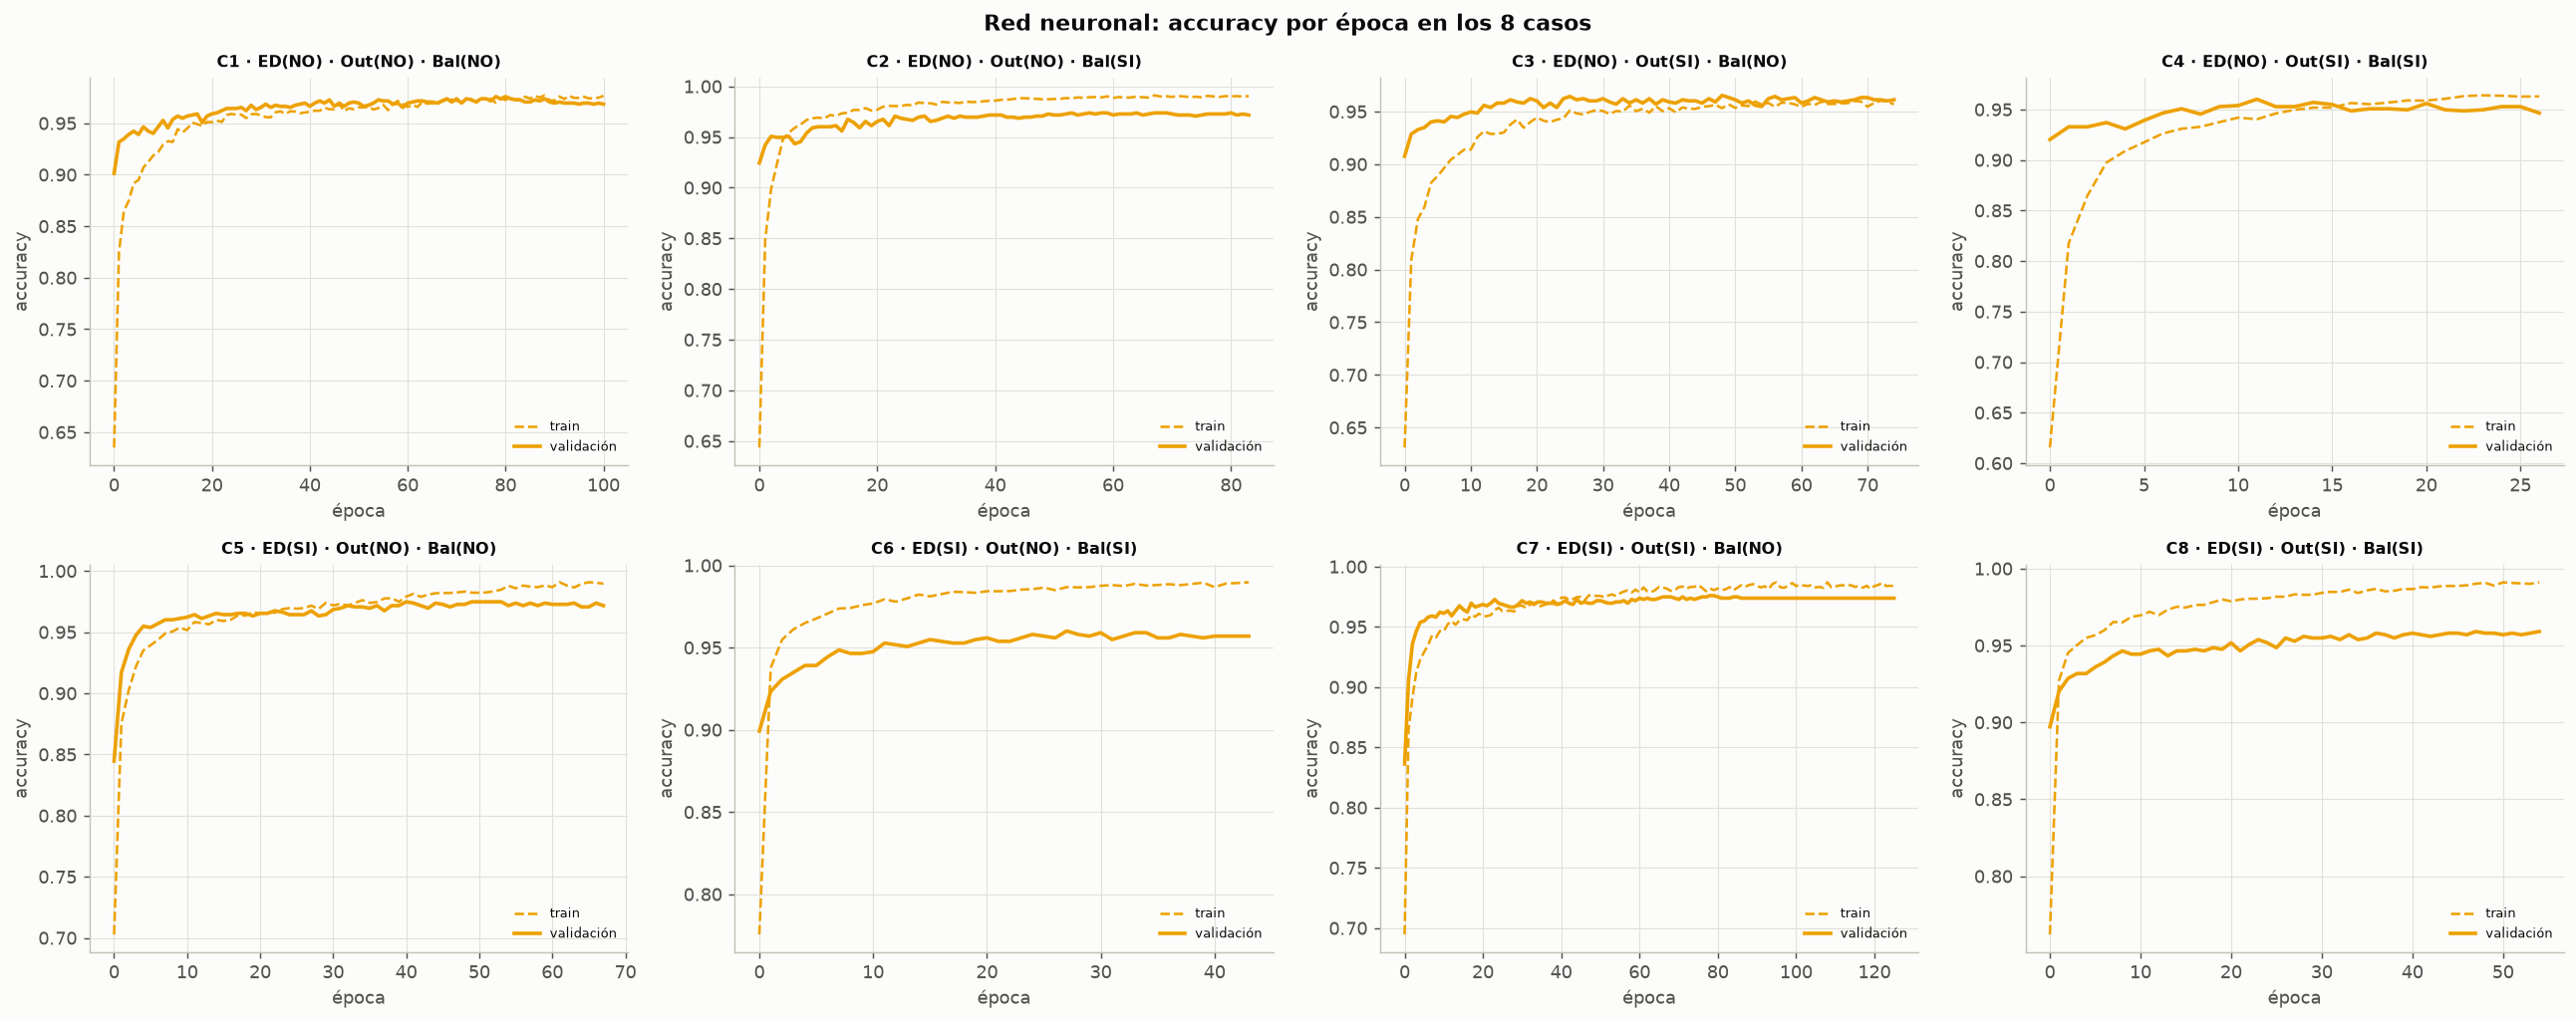 Red neuronal: accuracy por época en los 8 casos
C1 · ED(NO) · Out(NO) · Bal(NO)
accuracy
0.95
0.90
0.85
0.80
0.75
0.70
0.65
train
validación
0 20 40 60 80 100
época
C2 · ED(NO) · Out(NO) · Bal(SI)
accuracy
1.00
0.95
0.90
0.85
0.80
0.75
0.70
0.65
train
validación
0 20 40 60 80
época
C3 · ED(NO) · Out(SI) · Bal(NO)
accuracy
0.95
0.90
0.85
0.80
0.75
0.70
0.65
train
validación
0 10 20 30 40 50 60 70
época
C4 · ED(NO) · Out(SI) · Bal(SI)
accuracy
0.95
0.90
0.85
0.80
0.75
0.70
0.65
0.60
train
validación
0 5 10 15 20 25
época
C5 · ED(SI) · Out(NO) · Bal(NO)
accuracy
1.00
0.95
0.90
0.85
0.80
0.75
0.70
train
validación
0 10 20 30 40 50 60 70
época
C6 · ED(SI) · Out(NO) · Bal(SI)
accuracy
1.00
0.95
0.90
0.85
0.80
train
validación
0 10 20 30 40
época
C7 · ED(SI) · Out(SI) · Bal(NO)
accuracy
1.00
0.95
0.90
0.85
0.80
0.75
0.70
train
validación
0 20 40 60 80 100 120
época
C8 · ED(SI) · Out(SI) · Bal(SI)
accuracy
1.00
0.95
0.90
0.85
0.80
train
validación
0 10 20 30 40 50
época